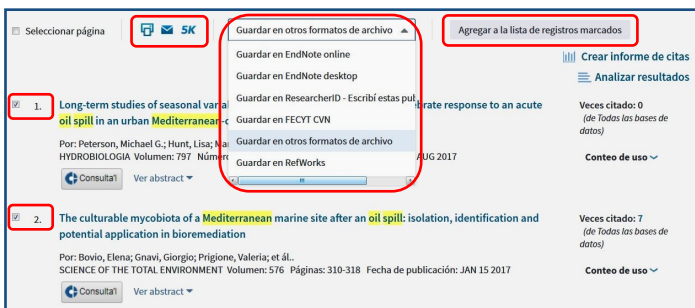 Seleccionar página 5K Guardar en otros formatos de archivo Agregar a la lista de registros marcados
Guardar en EndNote online
Guardar en EndNote desktop
Guardar en ResearcherID - Escribí estas pub
Guardar en FECYT CVN
Guardar en otros formatos de archivo
Guardar en RefWorks
Crear informe de citas
Analizar resultados
1. Long-term studies of seasonal brate response to an acute
oil spill in an urban Mediterranean-
Por: Peterson, Michael G.; Hunt, Lisa;
HYDROBIOLOGIA Volumen: 797 AUG 2017
Consulta Ver abstract
Veces citado: 0
(de Todas las bases de
datos)
Conteo de uso
2. The culturable mycobiota of a Mediterranean marine site after an oil spill: isolation, identification and
potential application in bioremediation
Por: Bovio, Elena; Gnavi, Giorgio; Prigione, Valeria; et ál..
SCIENCE OF THE TOTAL ENVIRONMENT Volumen: 576 Páginas: 310-318 Fecha de publicación: JAN 15 2017
Consulta Ver abstract
Veces citado: 7
(de Todas las bases de
datos)
Conteo de uso